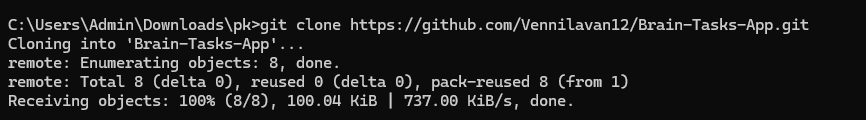 C:\Users\Admin\Downloads\pk>git clone https://github.com/Vennilavan12/Brain-Tasks-App.git
Cloning into 'Brain-Tasks-App'...
remote: Enumerating objects: 8, done.
remote: Total 8 (delta 0), reused 0 (delta 0), pack-reused 8 (from 1)
Receiving objects: 100% (8/8), 100.04 KiB | 737.00 KiB/s, done.